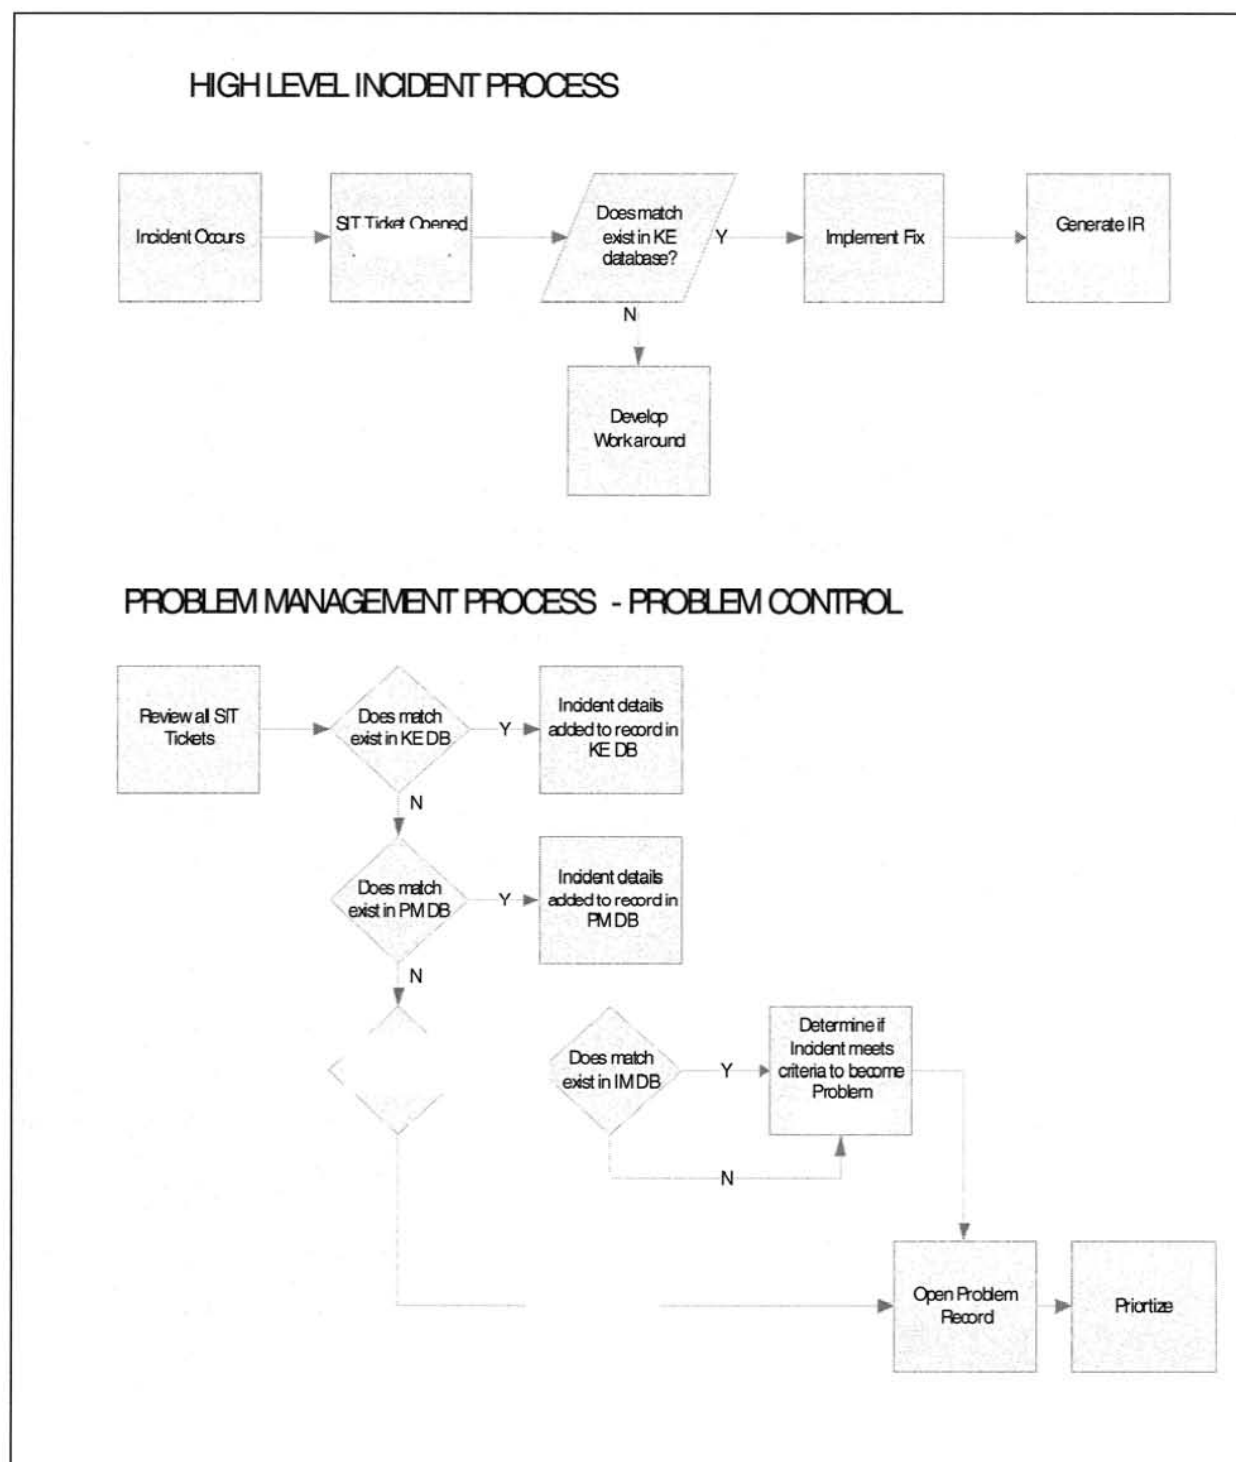 HIGH LEVEL INCIDENT PROCESS
Incident Occurs
SIT Ticket Opened
Does match
exist in KE
database?
Y
Implement Fix
Generate IR
N
Develop
Workaround
PROBLEM MANAGEMENT PROCESS - PROBLEM CONTROL
Review all SIT
Tickets
Does match
exist in KE DB
Y
Incident details
added to record in
KE DB
N
Does match
exist in PM DB
Y
Incident details
added to record in
PM DB
N
Does match
exist in IM DB
Y
Determine if
Incident meets
criteria to become
Problem
N
Open Problem
Record
Priortize